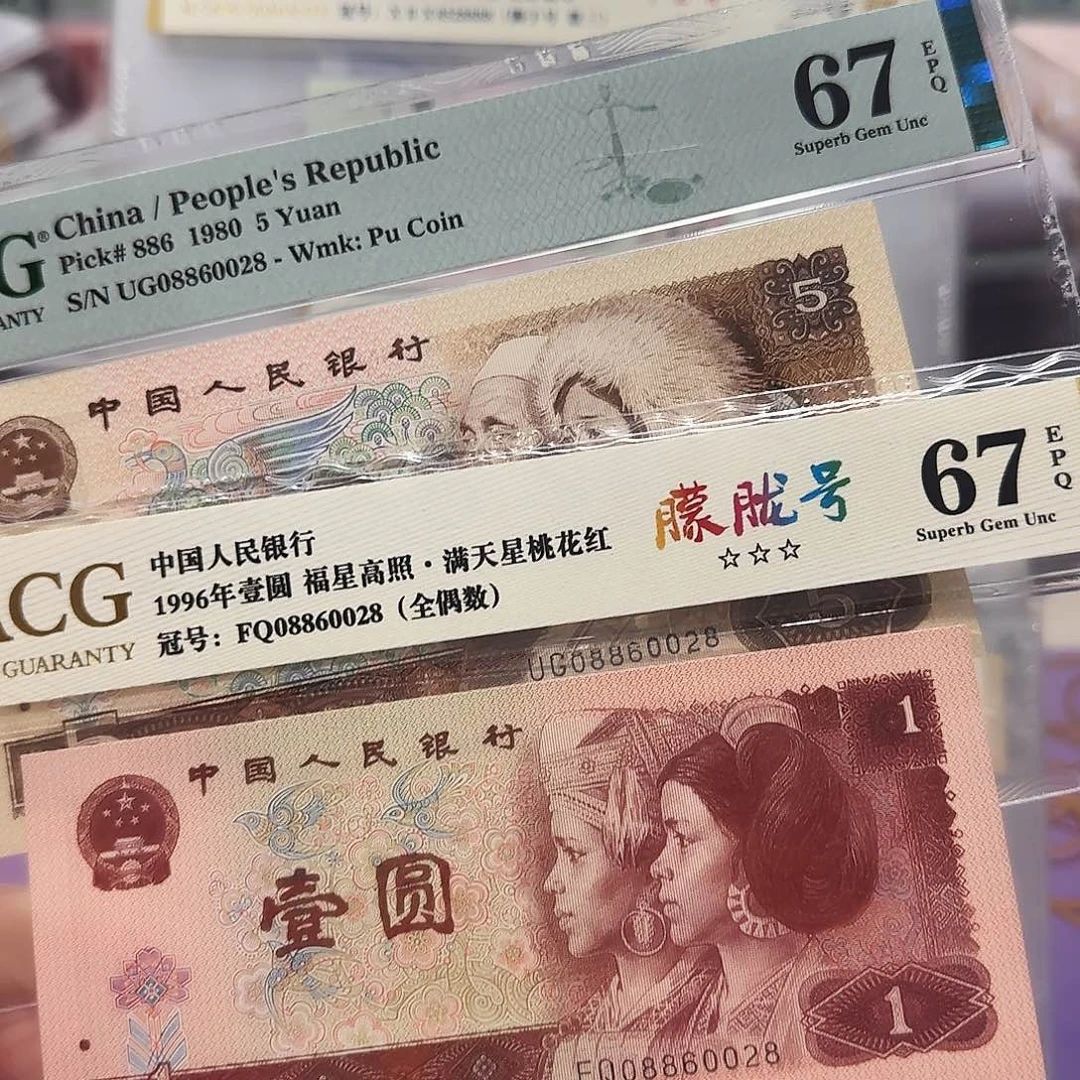 67
EPQ
Superb Gem Unc
G® China / People's Republic
Pick# 886 1980 5 Yuan
S/N UG08860028 - Wmk: Pu Coin
ANTY
中国人民银行
5
67
EPQ
Superb Gem Unc
朦胧号
☆☆☆
CG
GUARANTY
中国人民银行
1996年壹圆 福星高照·满天星桃花红
冠号：FQ08860028（全偶数）
UG08860028
5
中国人民银行
1
壹圆
1
FQ08860028